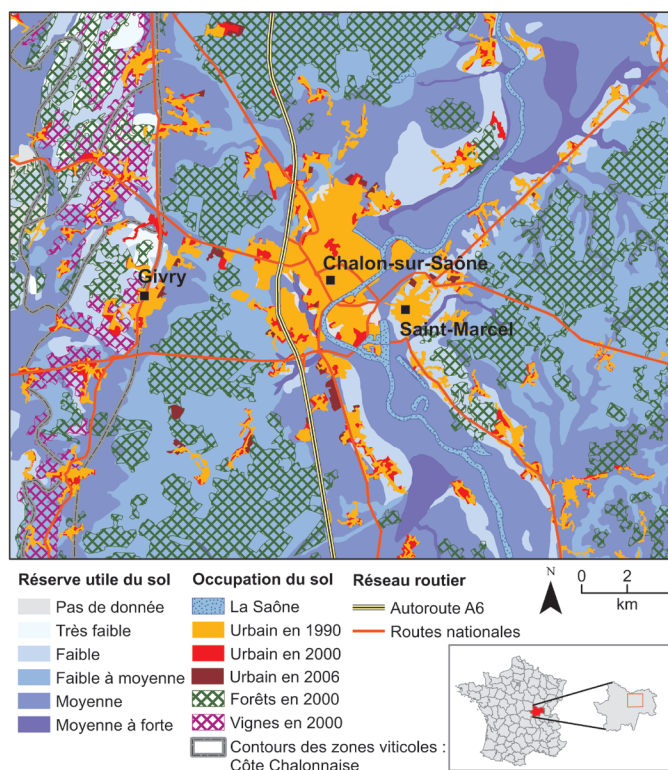 Chalon-sur-Saône
Givry
Saint-Marcel
Réserve utile du sol
Pas de donnée
Très faible
Faible
Faible à moyenne
Moyenne
Moyenne à forte
Occupation du sol
La Saône
Urbain en 1990
Urbain en 2000
Urbain en 2006
Forêts en 2000
Vignes en 2000
Contours des zones viticoles :
Côte Chalonnaise
Réseau routier
Autoroute A6
Routes nationales
N
0 2
km